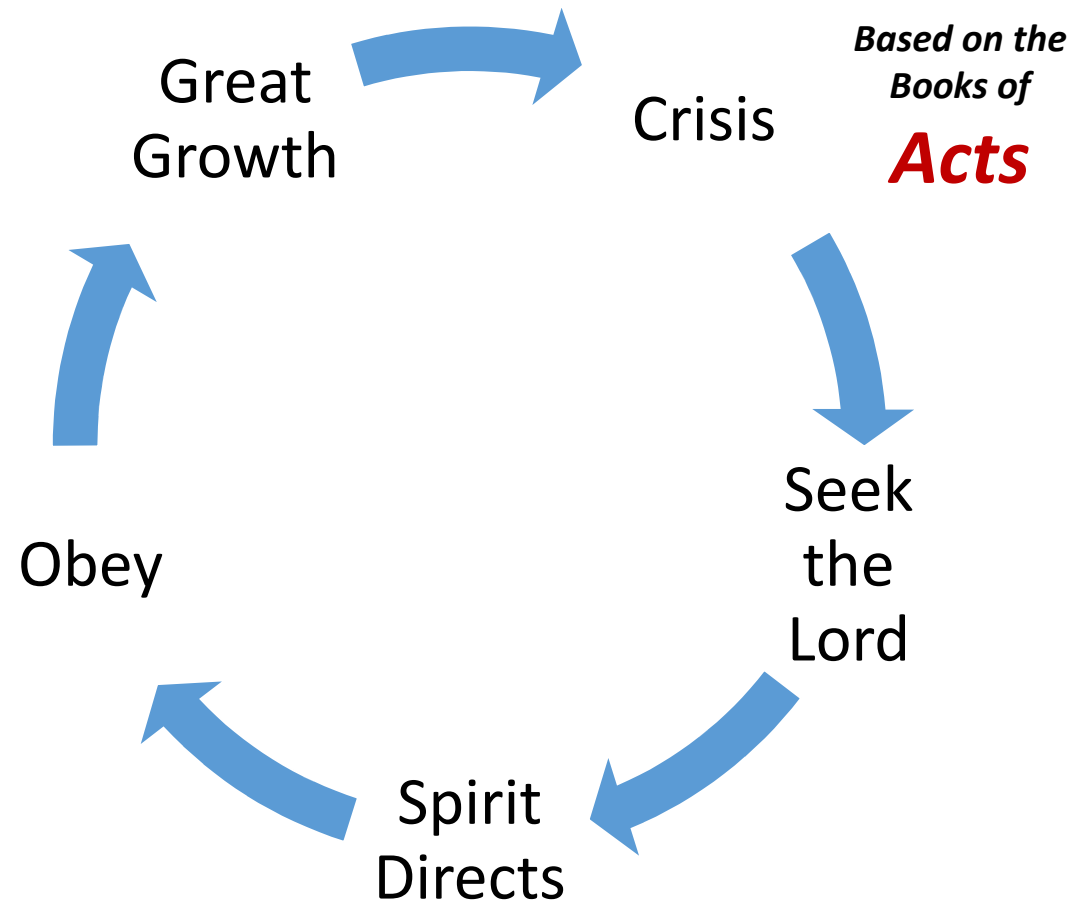 Based on the
Books of
Acts
Great
Growth
Crisis
Seek
the
Lord
Spirit
Directs
Obey